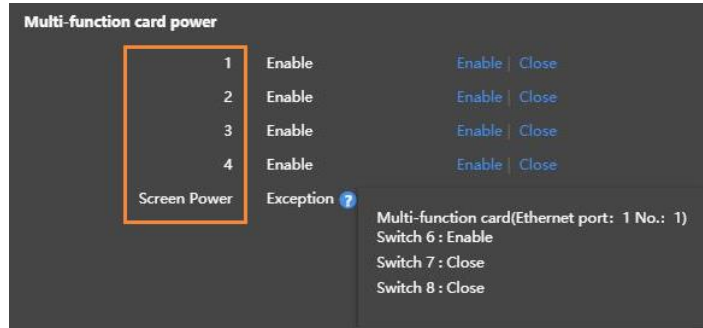 Multi-function card power
1 Enable Enable | Close
2 Enable Enable | Close
3 Enable Enable | Close
4 Enable Enable | Close
Screen Power Exception ?
Multi-function card(Ethernet port: 1 No.: 1)
Switch 6 : Enable
Switch 7 : Close
Switch 8 : Close